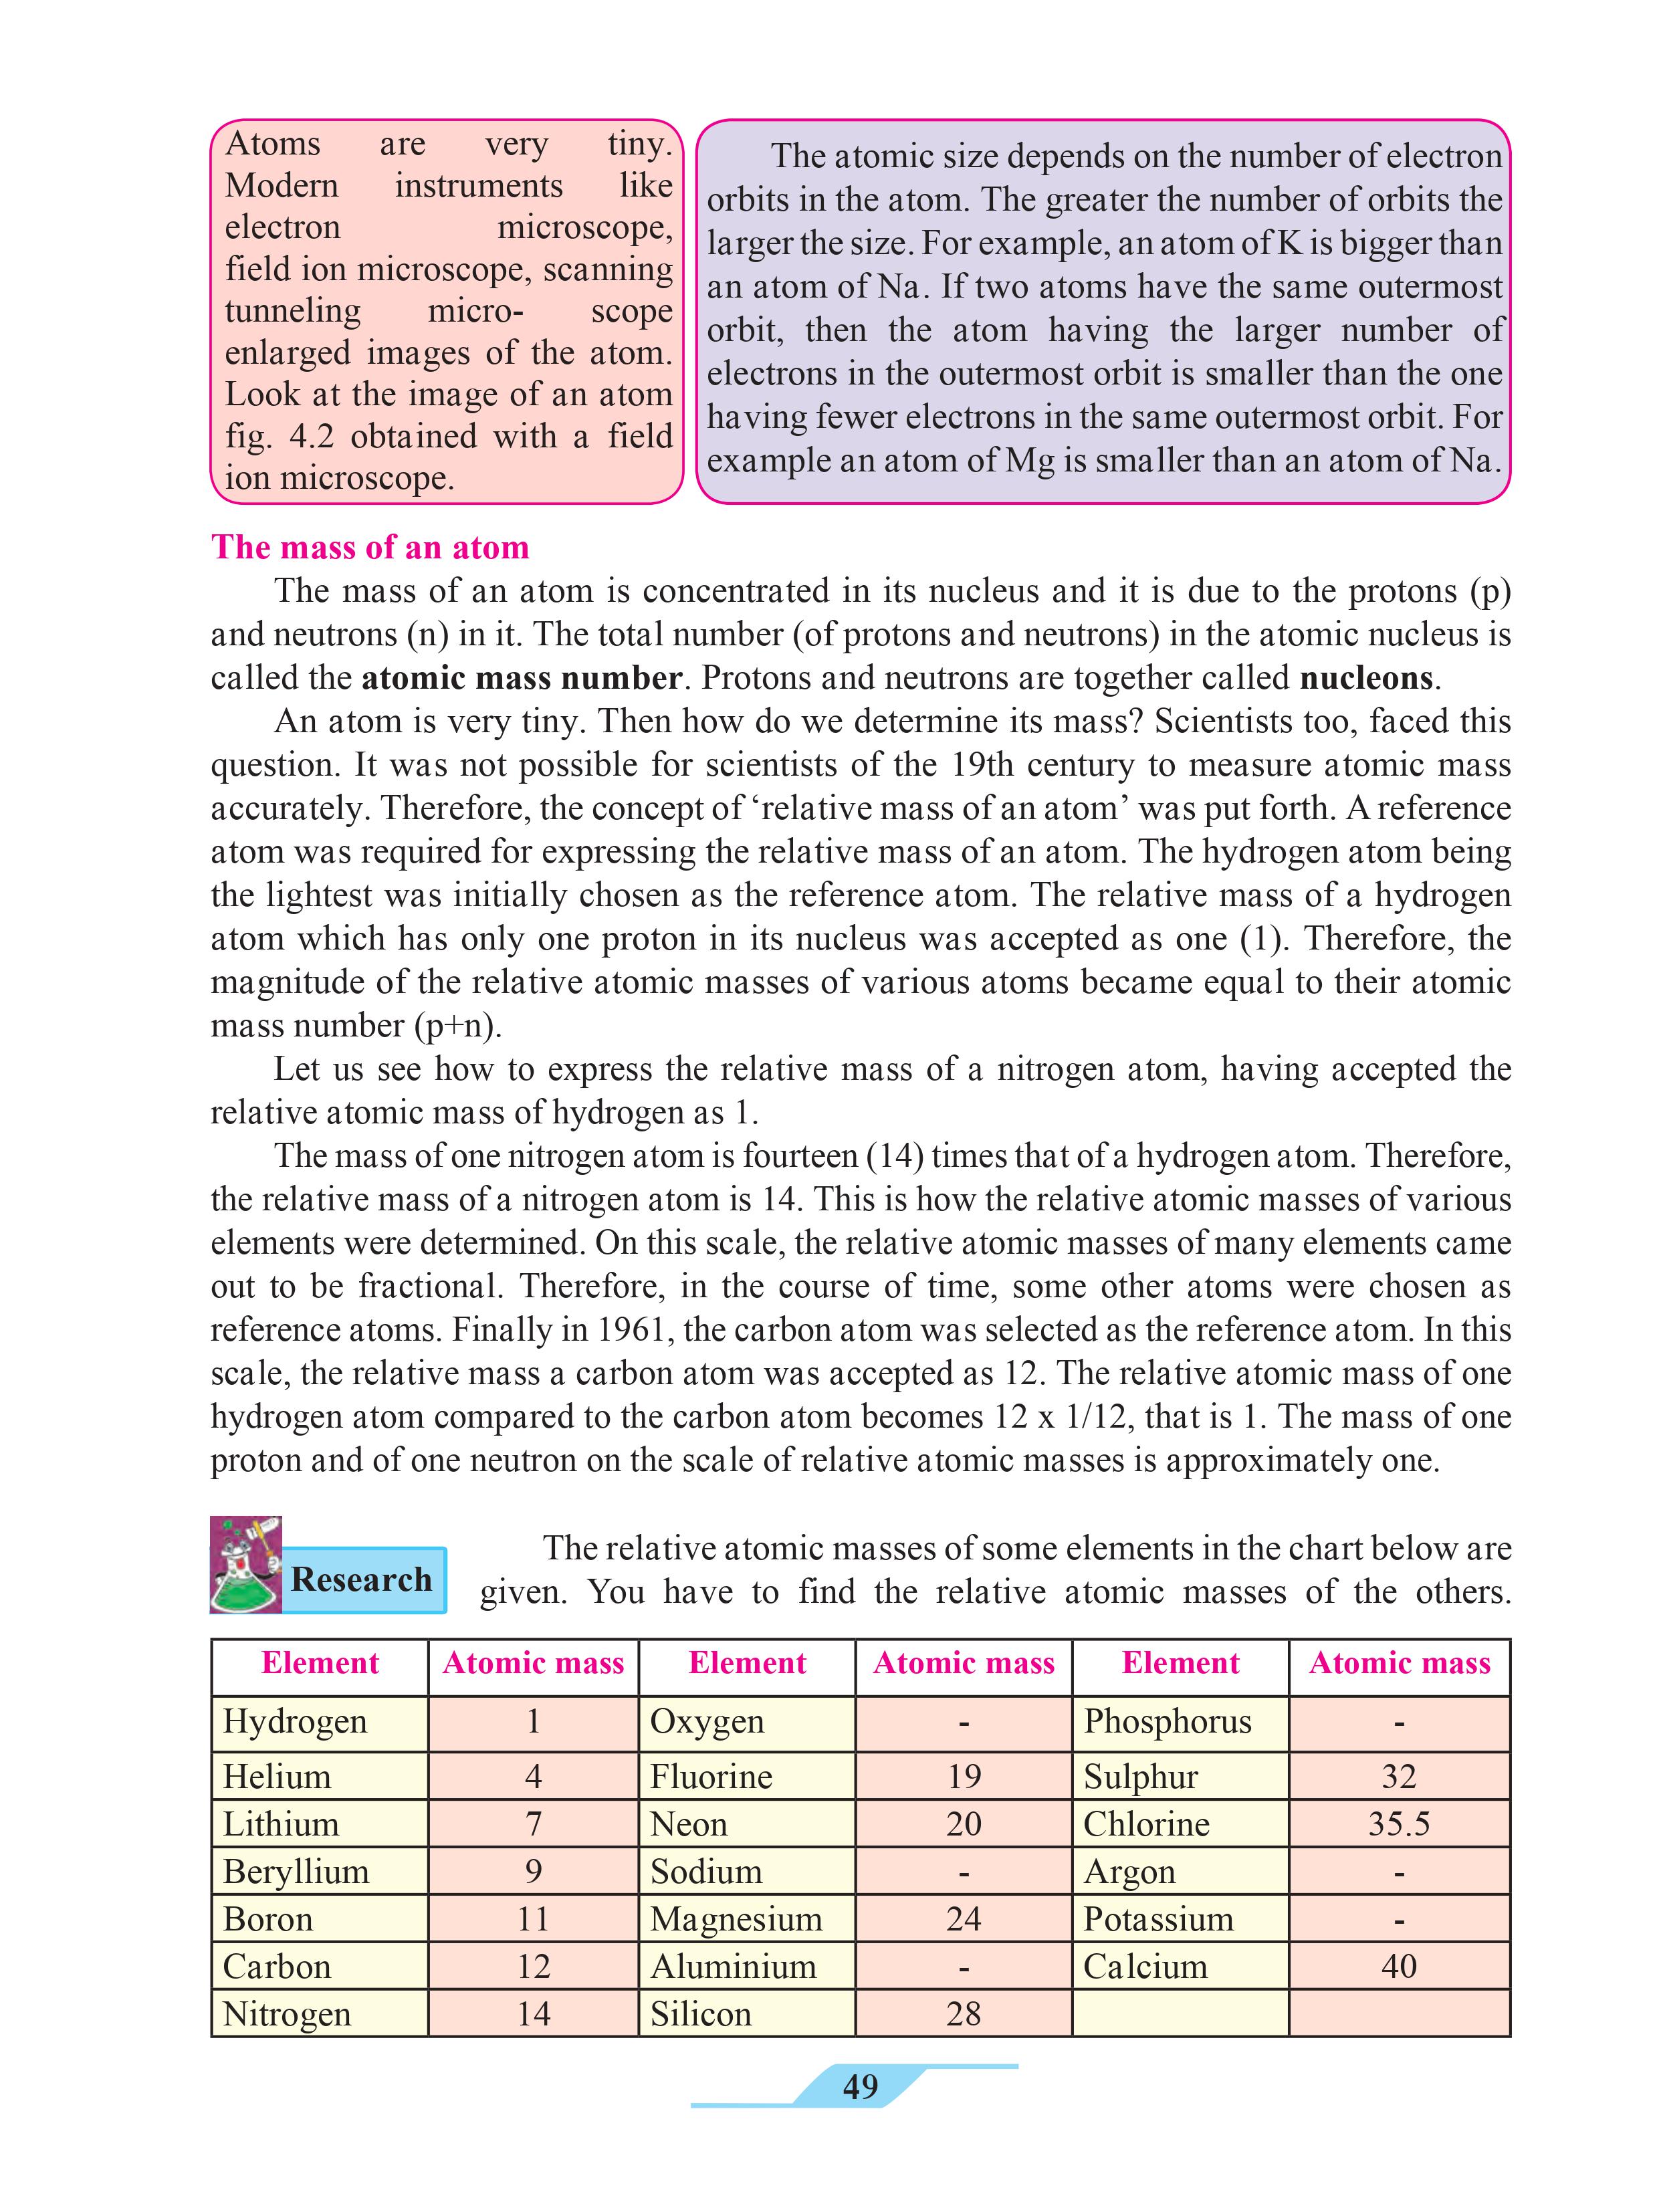 Atoms are very tiny.
Modern instruments like
electron microscope,
field ion microscope, scanning
tunneling micro- scope
enlarged images of the atom.
Look at the image of an atom
fig. 4.2 obtained with a field
ion microscope.
The atomic size depends on the number of electron
orbits in the atom. The greater the number of orbits the
larger the size. For example, an atom of K is bigger than
an atom of Na. If two atoms have the same outermost
orbit, then the atom having the larger number of
electrons in the outermost orbit is smaller than the one
having fewer electrons in the same outermost orbit. For
example an atom of Mg is smaller than an atom of Na.
The mass of an atom
The mass of an atom is concentrated in its nucleus and it is due to the protons (p)
and neutrons (n) in it. The total number (of protons and neutrons) in the atomic nucleus is
called the atomic mass number. Protons and neutrons are together called nucleons.
An atom is very tiny. Then how do we determine its mass? Scientists too, faced this
question. It was not possible for scientists of the 19th century to measure atomic mass
accurately. Therefore, the concept of ‘relative mass of an atom’ was put forth. A reference
atom was required for expressing the relative mass of an atom. The hydrogen atom being
the lightest was initially chosen as the reference atom. The relative mass of a hydrogen
atom which has only one proton in its nucleus was accepted as one (1). Therefore, the
magnitude of the relative atomic masses of various atoms became equal to their atomic
mass number (p+n).
Let us see how to express the relative mass of a nitrogen atom, having accepted the
relative atomic mass of hydrogen as 1.
The mass of one nitrogen atom is fourteen (14) times that of a hydrogen atom. Therefore,
the relative mass of a nitrogen atom is 14. This is how the relative atomic masses of various
elements were determined. On this scale, the relative atomic masses of many elements came
out to be fractional. Therefore, in the course of time, some other atoms were chosen as
reference atoms. Finally in 1961, the carbon atom was selected as the reference atom. In this
scale, the relative mass a carbon atom was accepted as 12. The relative atomic mass of one
hydrogen atom compared to the carbon atom becomes 12 x 1/12, that is 1. The mass of one
proton and of one neutron on the scale of relative atomic masses is approximately one.
Research
The relative atomic masses of some elements in the chart below are
given. You have to find the relative atomic masses of the others.
Element Atomic mass Element Atomic mass Element Atomic mass
Hydrogen 1 Oxygen - Phosphorus -
Helium 4 Fluorine 19 Sulphur 32
Lithium 7 Neon 20 Chlorine 35.5
Beryllium 9 Sodium - Argon -
Boron 11 Magnesium 24 Potassium -
Carbon 12 Aluminium - Calcium 40
Nitrogen 14 Silicon 28
49